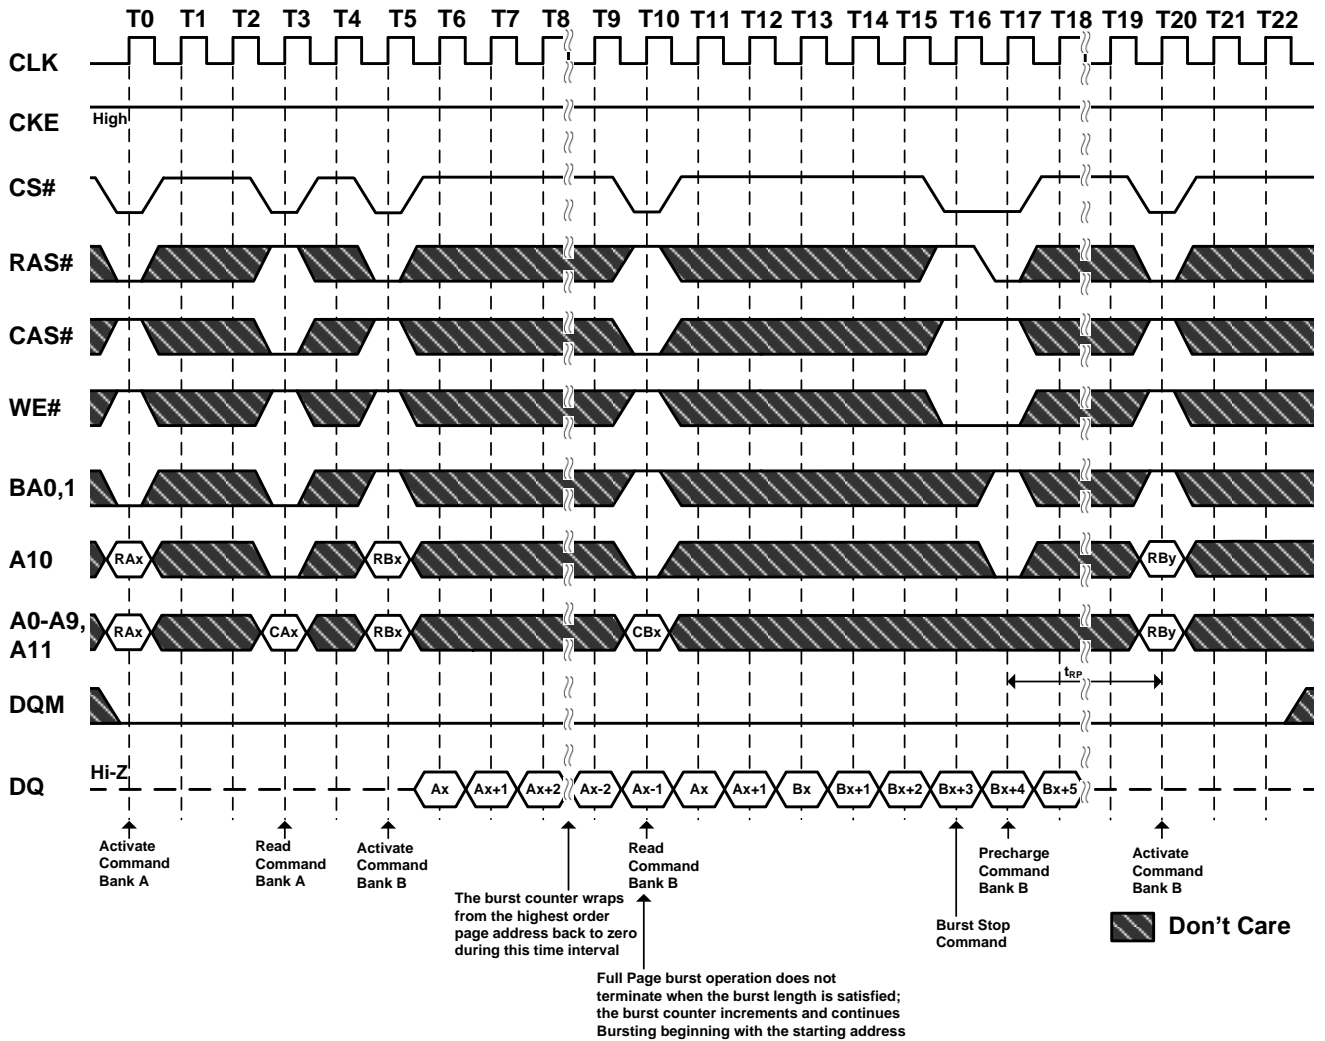 T0 T1 T2 T3 T4 T5 T6 T7 T8 T9 T10 T11 T12 T13 T14 T15 T16 T17 T18 T19 T20 T21 T22
CLK
CKE High
CS#
RAS#
CAS#
WE#
BA0,1
A10 RAx RBx RBy
A0-A9,
A11
RAx CAx RBx CBx RBy
tRP
DQM
DQ Hi-Z Ax Ax+1 Ax+2 Ax-2 Ax-1 Ax Ax+1 Bx Bx+1 Bx+2 Bx+3 Bx+4 Bx+5
Activate
Command
Bank A
Read
Command
Bank A
Activate
Command
Bank B
The burst counter wraps
from the highest order
page address back to zero
during this time interval
Read
Command
Bank B
Full Page burst operation does not
terminate when the burst length is satisfied;
the burst counter increments and continues
Bursting beginning with the starting address
Burst Stop
Command
Precharge
Command
Bank B
Activate
Command
Bank B
Don't Care